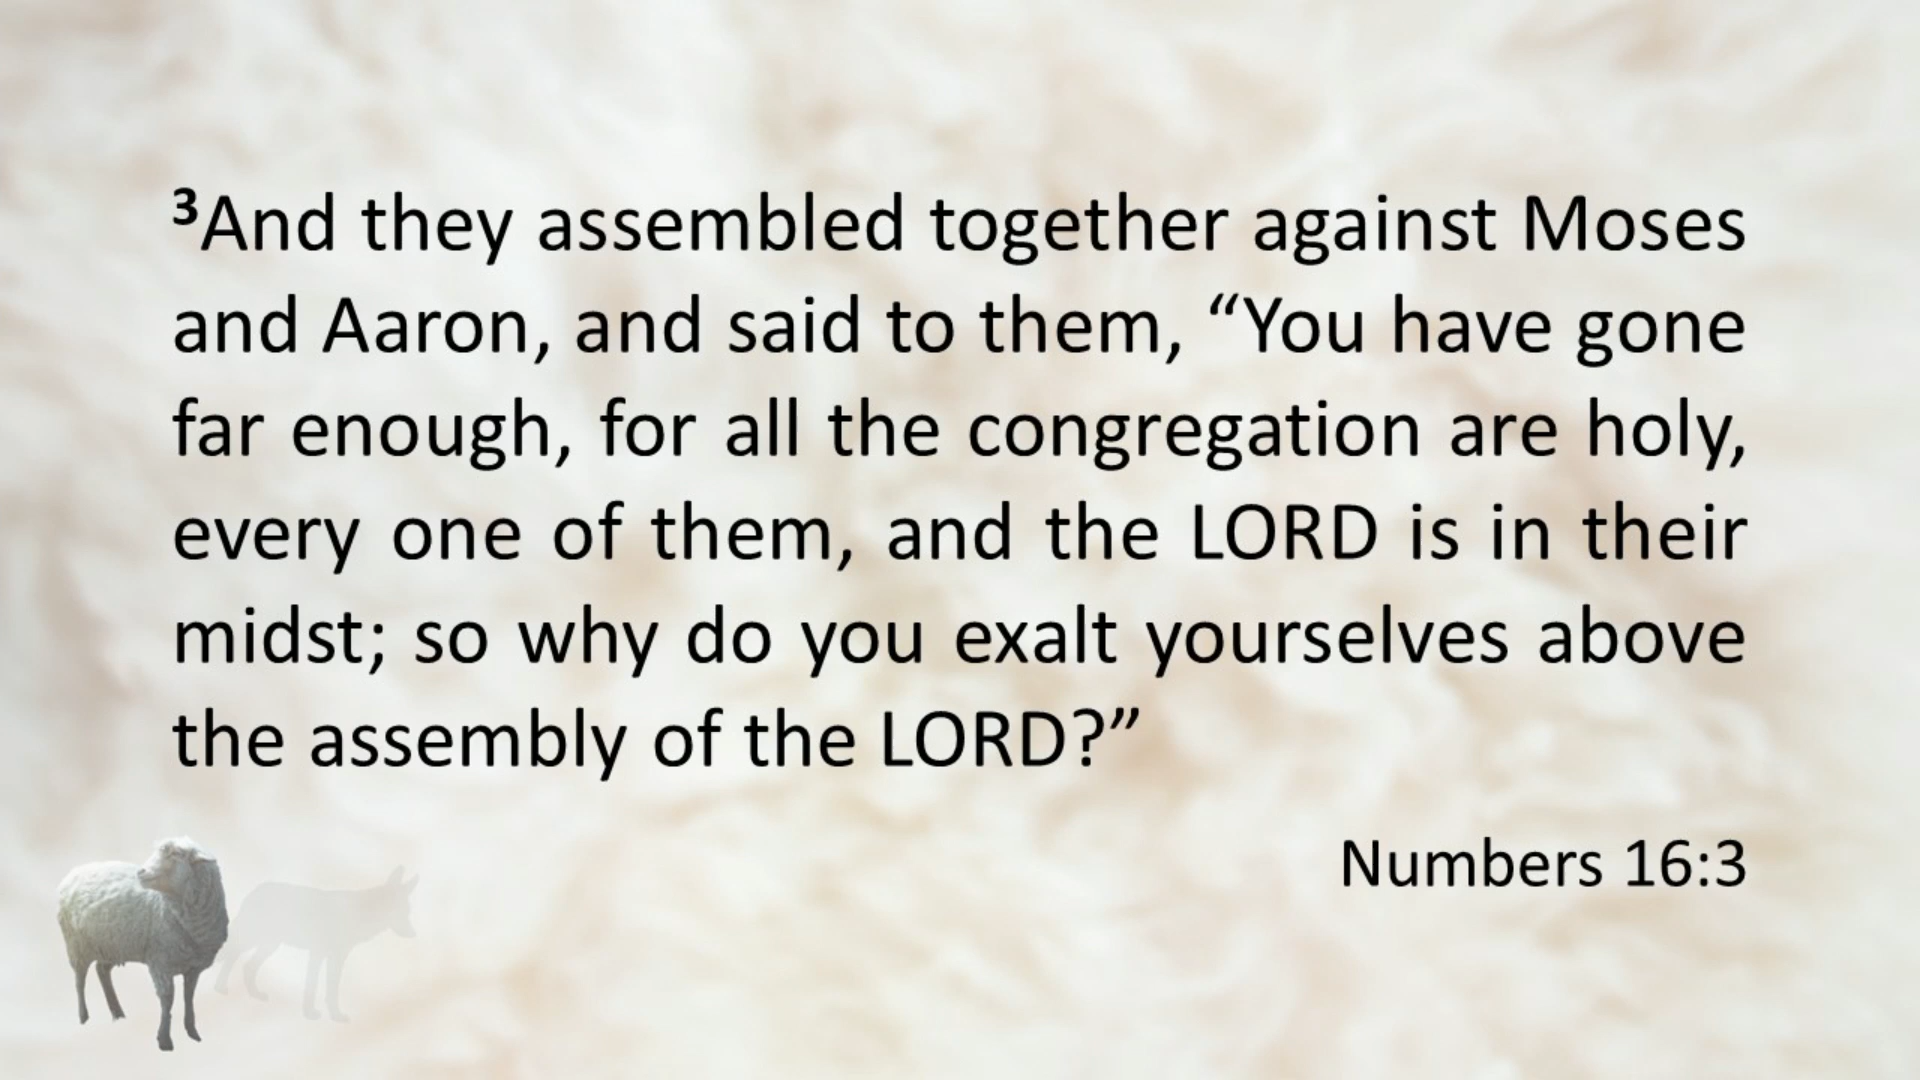 ³And they assembled together against Moses
and Aaron, and said to them, “You have gone
far enough, for all the congregation are holy,
every one of them, and the LORD is in their
midst; so why do you exalt yourselves above
the assembly of the LORD?”
Numbers 16:3